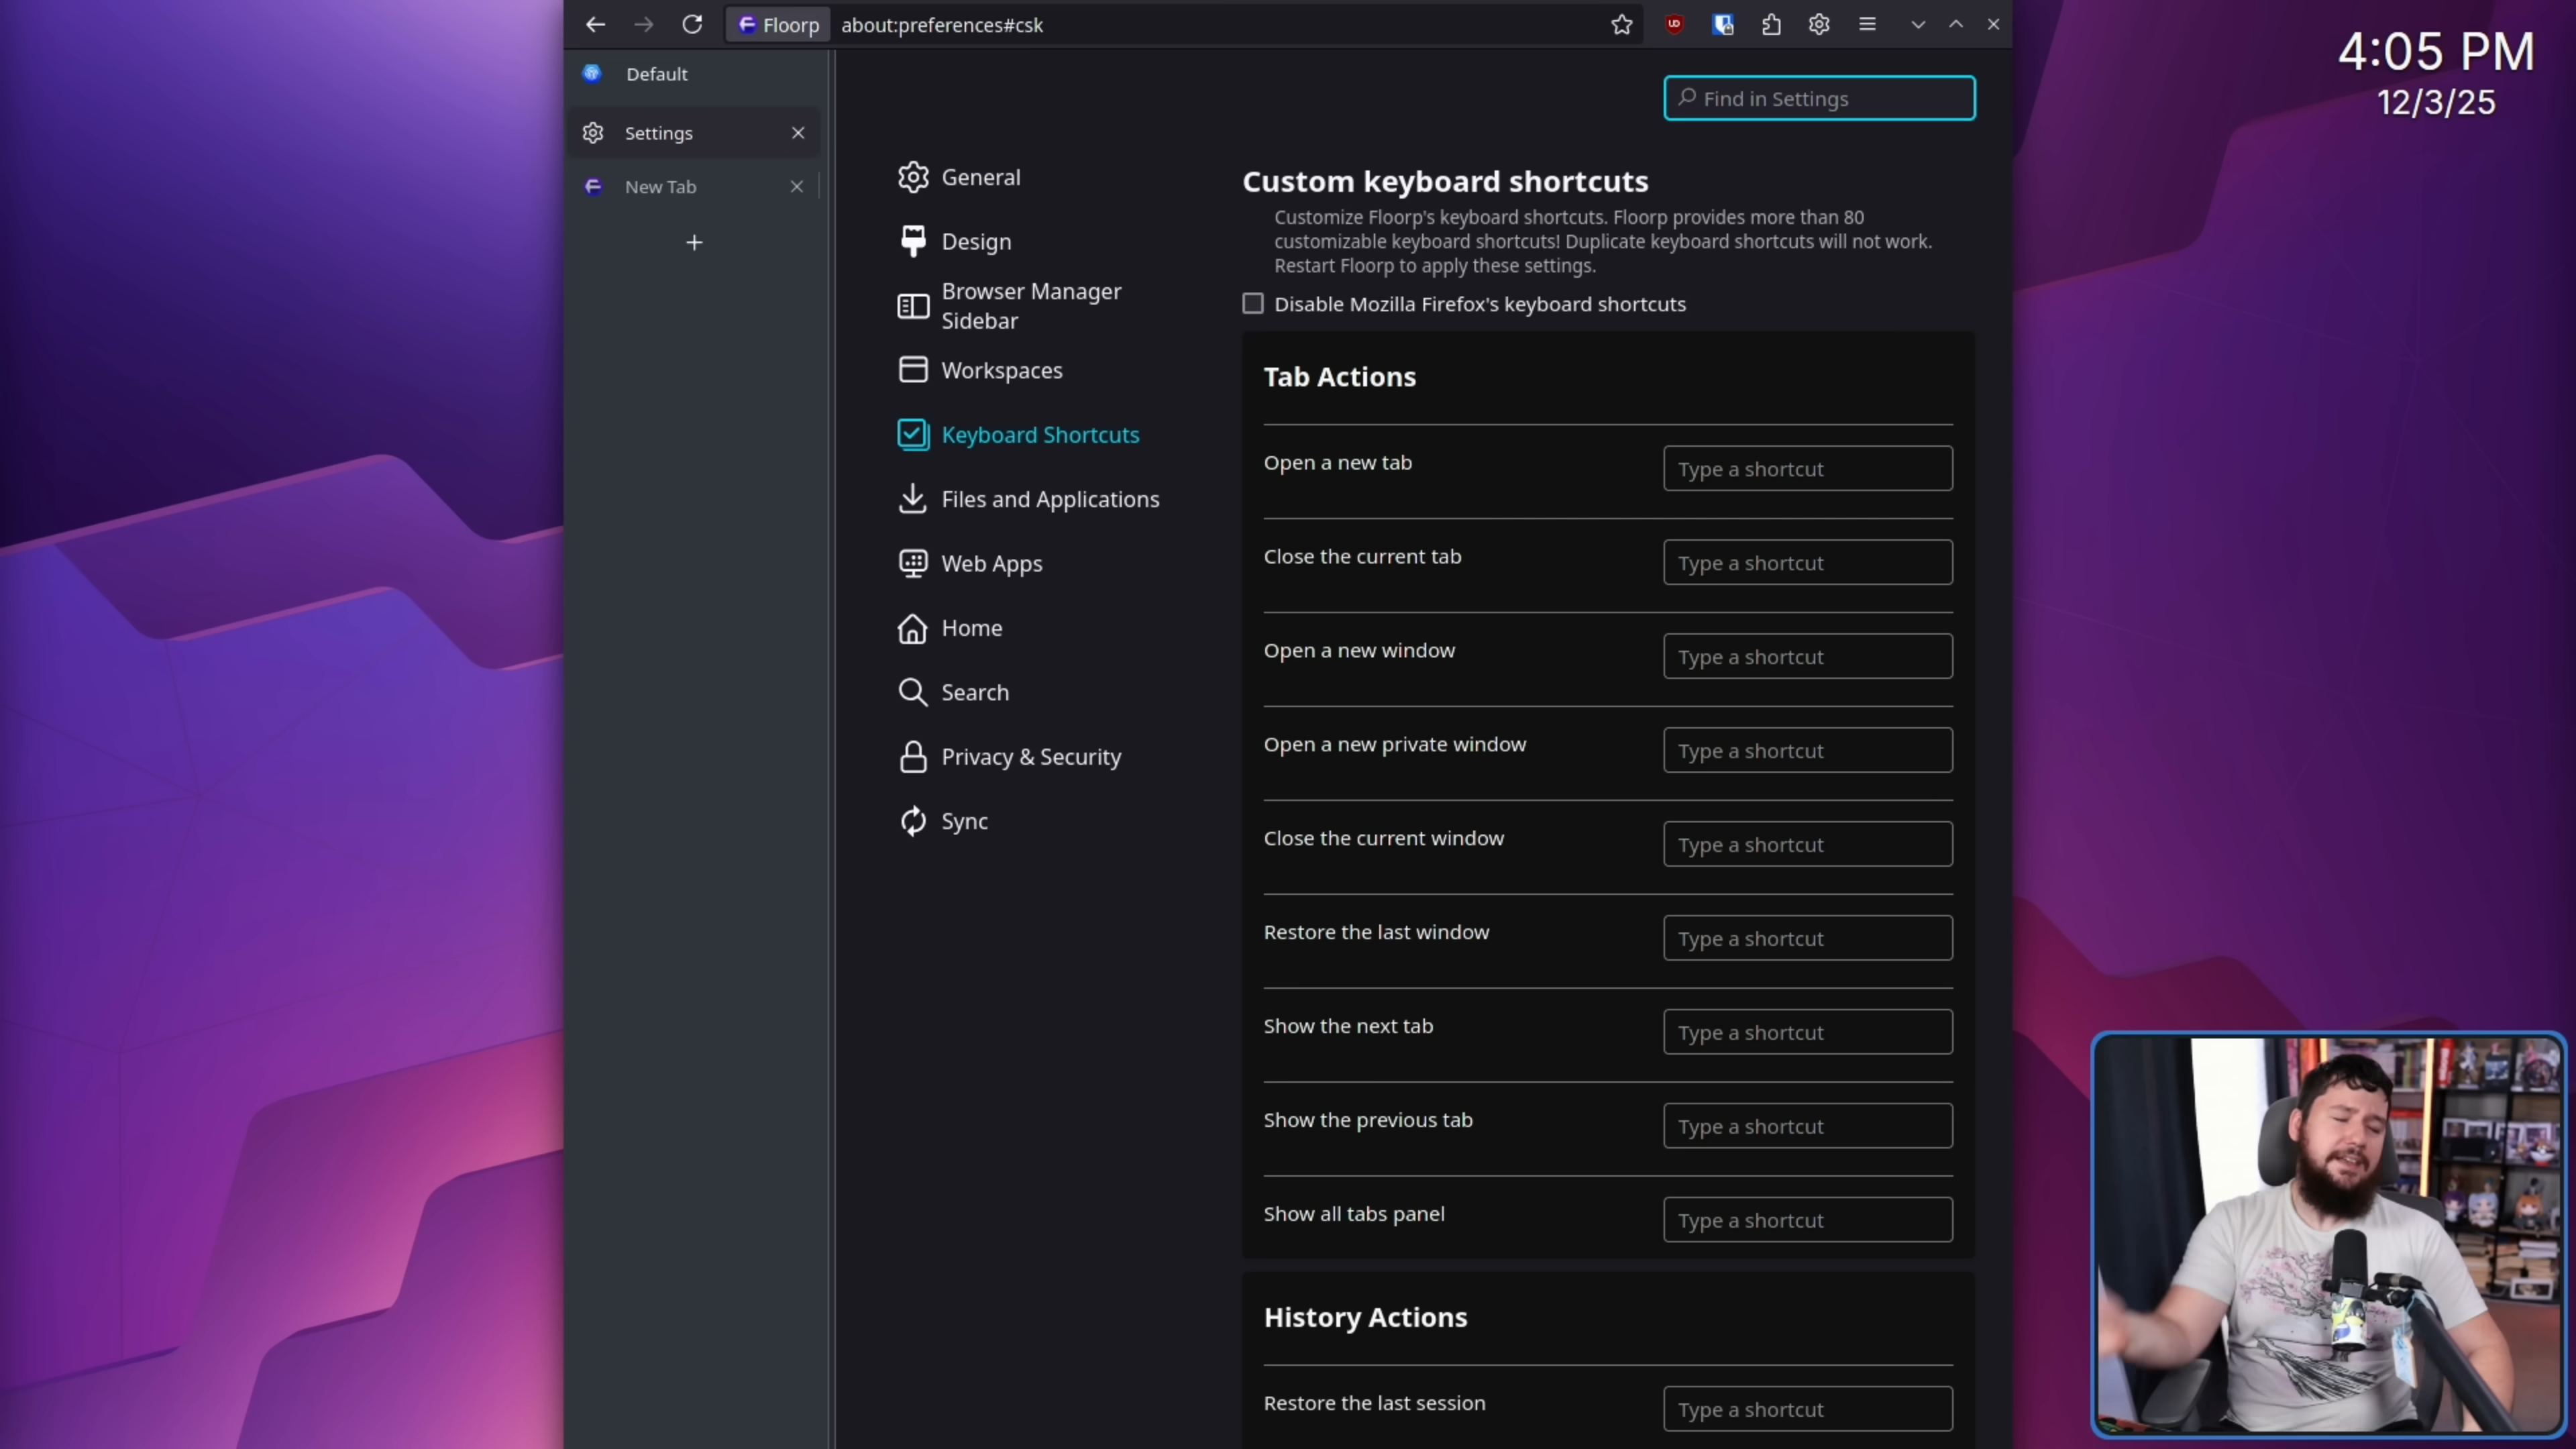 Floorp
about:preferences#csk
4:05 PM
12/3/25
Default
Settings
New Tab
Find in Settings
General
Design
Browser Manager
Sidebar
Workspaces
Keyboard Shortcuts
Files and Applications
Web Apps
Home
Search
Privacy & Security
Sync
Custom keyboard shortcuts
Customize Floorp's keyboard shortcuts. Floorp provides more than 80
customizable keyboard shortcuts! Duplicate keyboard shortcuts will not work.
Restart Floorp to apply these settings.
Disable Mozilla Firefox's keyboard shortcuts
Tab Actions
Open a new tab
Type a shortcut
Close the current tab
Type a shortcut
Open a new window
Type a shortcut
Open a new private window
Type a shortcut
Close the current window
Type a shortcut
Restore the last window
Type a shortcut
Show the next tab
Type a shortcut
Show the previous tab
Type a shortcut
Show all tabs panel
Type a shortcut
History Actions
Restore the last session
Type a shortcut